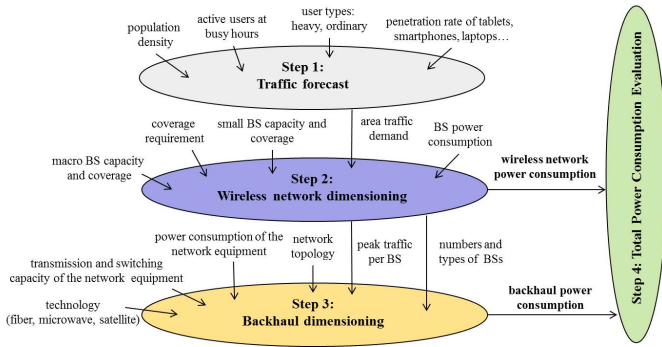 population
density
active users at
busy hours
user types:
heavy, ordinary
penetration rate of tablets,
smartphones, laptops…
Step 1:
Traffic forecast
coverage
requirement
small BS capacity and
coverage
area traffic
demand
BS power
consumption
macro BS capacity
and coverage
Step 2:
Wireless network dimensioning
wireless network
power consumption
power consumption of the
network equipment
network
topology
peak traffic
per BS
numbers and
types of BSs
transmission and switching
capacity of the network equipment
technology
(fiber, microwave, satellite)
Step 3:
Backhaul dimensioning
backhaul power
consumption
Step 4: Total Power Consumption Evaluation